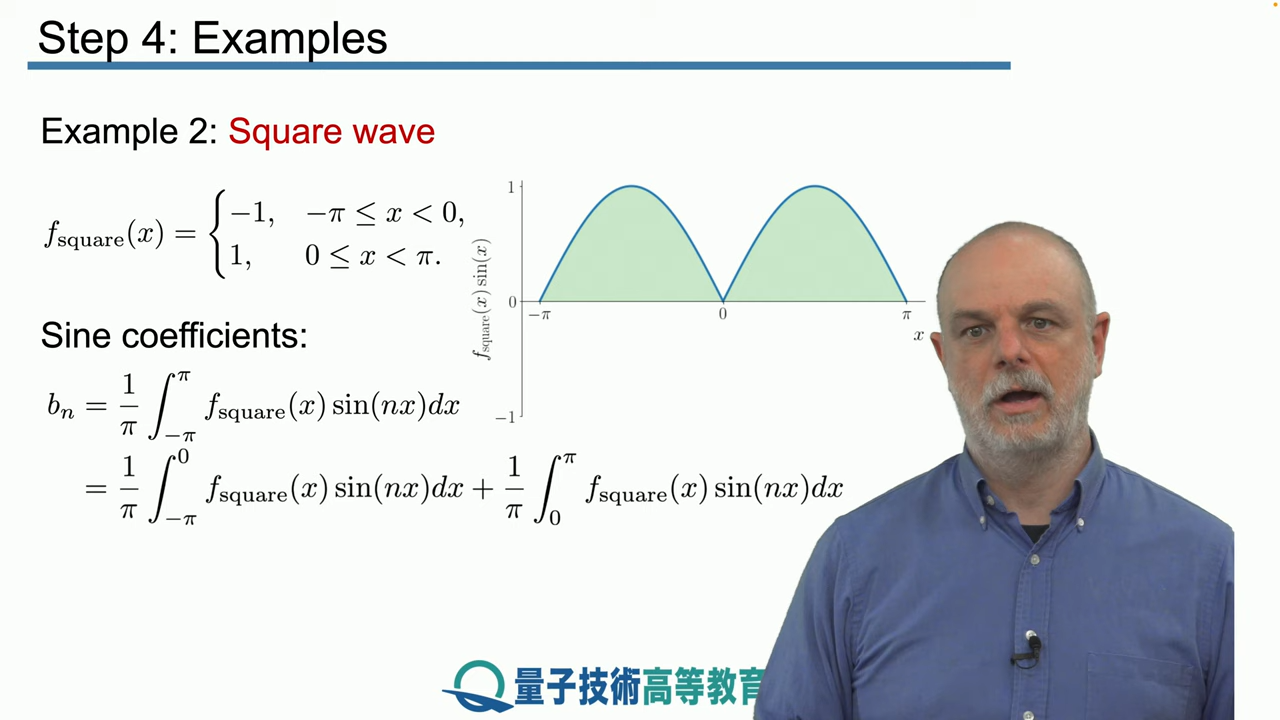 Step 4: Examples
Example 2: Square wave
f_square(x) = { −1, −π ≤ x < 0,
1, 0 ≤ x < π.
Sine coefficients:
b_n = 1/π ∫_{−π}^{π} f_square(x) sin(nx)dx
= 1/π ∫_{−π}^{0} f_square(x) sin(nx)dx + 1/π ∫_{0}^{π} f_square(x) sin(nx)dx
f_square(x) sin(x)
1
0
−1
−π
0
π
x
量子技術高等教育